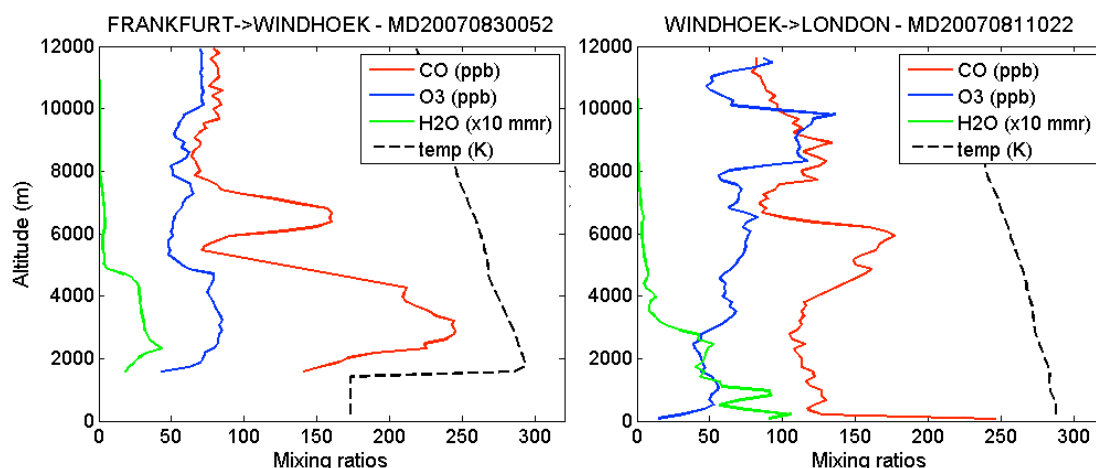 FRANKFURT->WINDHOEK - MD20070830052
12000
10000
8000
6000
4000
2000
0
Altitude (m)
CO (ppb)
O3 (ppb)
H2O (x10 mmr)
temp (K)
0 50 100 150 200 250 300
Mixing ratios
WINDHOEK->LONDON - MD20070811022
12000
10000
8000
6000
4000
2000
0
CO (ppb)
O3 (ppb)
H2O (x10 mmr)
temp (K)
0 50 100 150 200 250 300
Mixing ratios